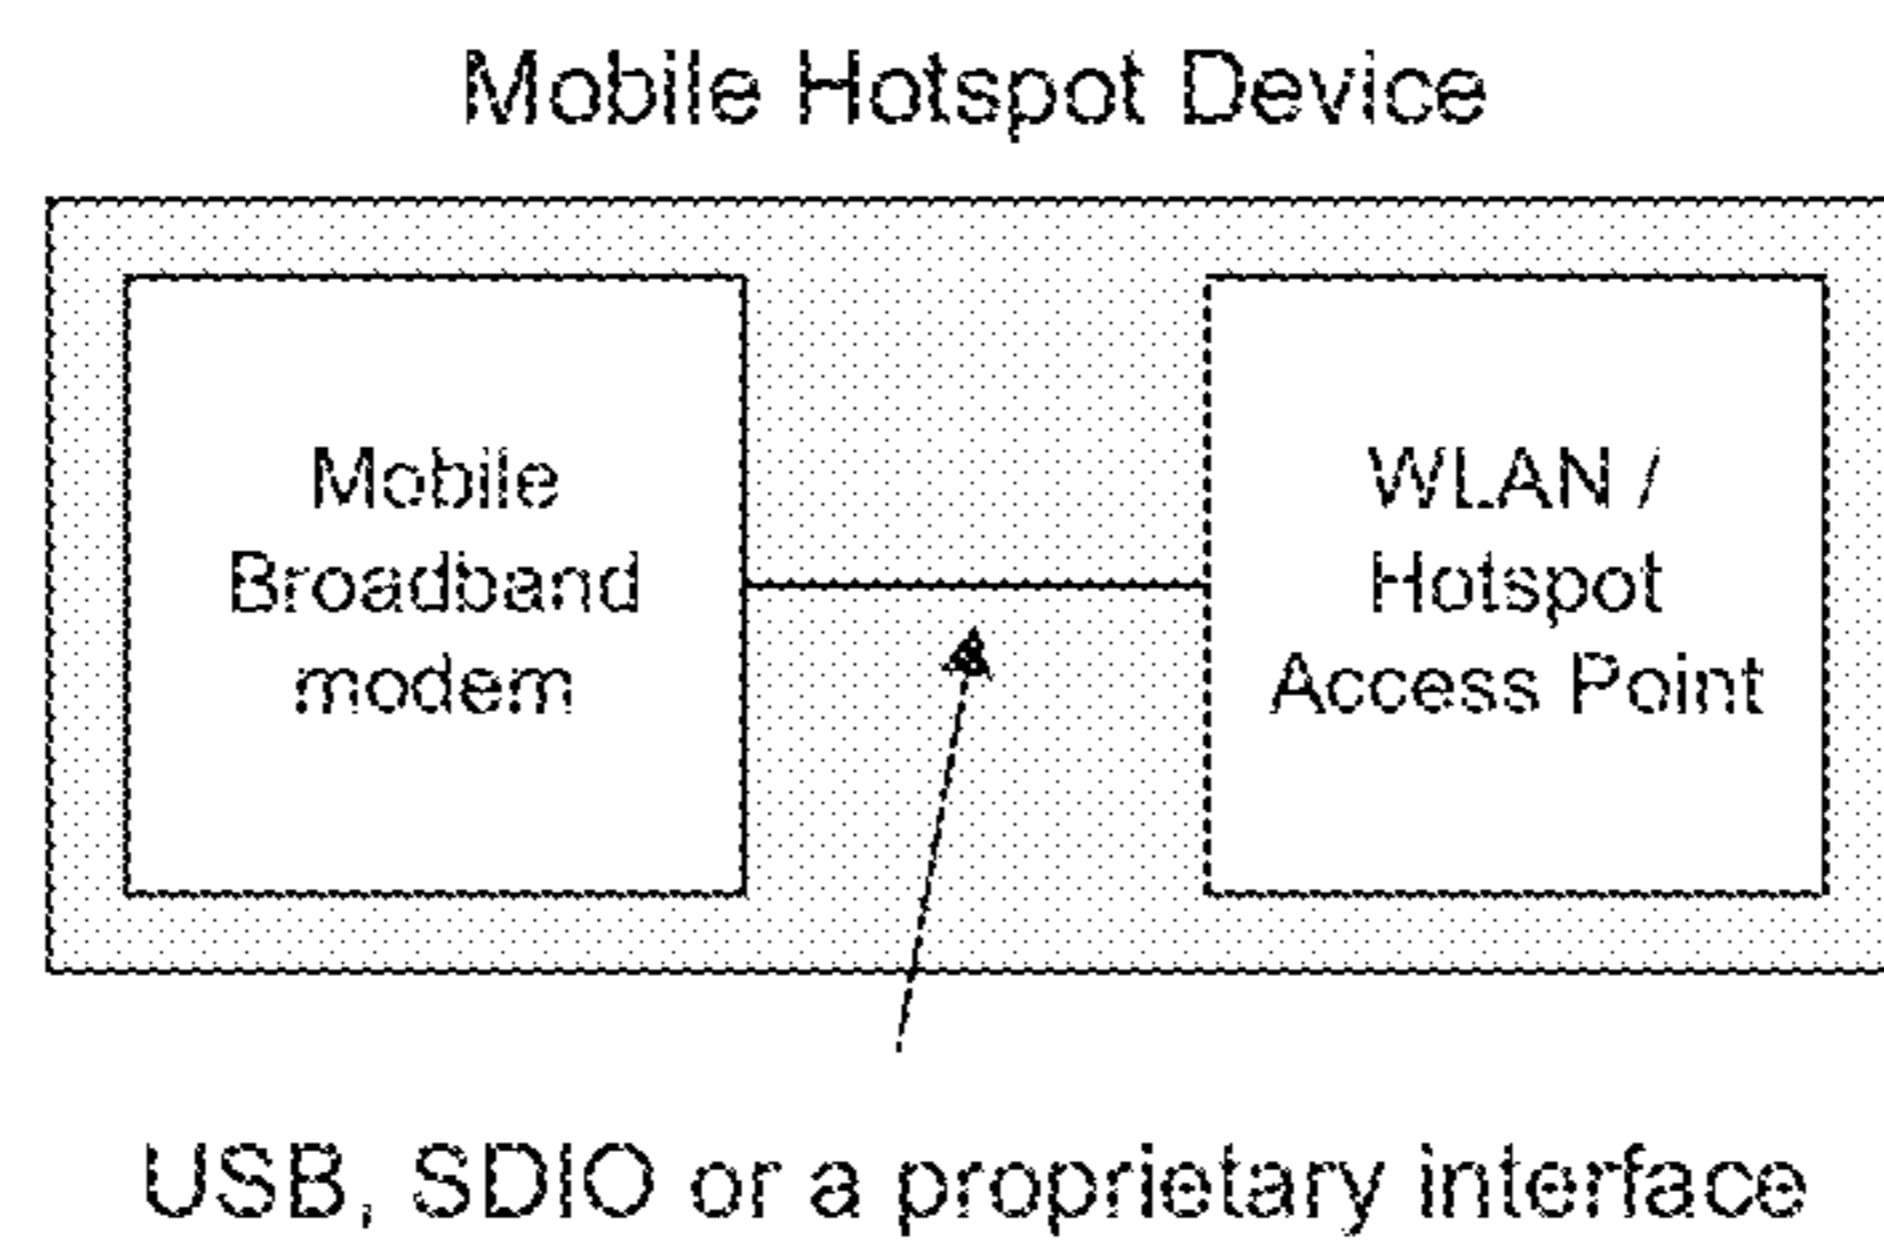 Mobile Hotspot Device
Mobile
Broadband
modem
WLAN /
Hotspot
Access Point
USB, SDIO or a proprietary interface